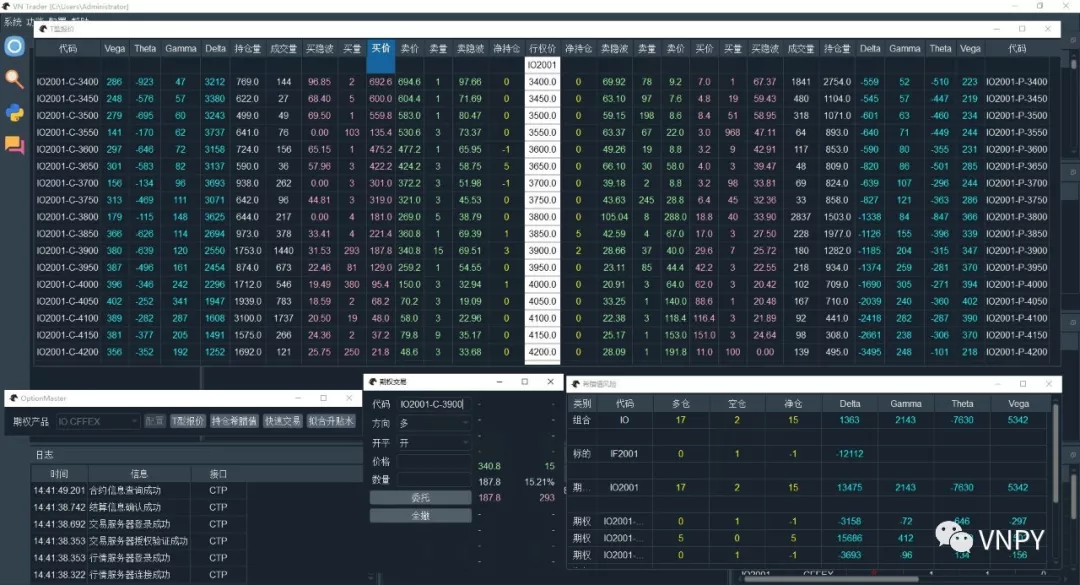 VN Trader [C:\Users\Administrator]
系统 功能 配置 帮助
T型报价
代码 Vega Theta Gamma Delta 持仓量 成交量 买隐波 买量 买价 卖价 卖量 卖隐波 净持仓 行权价 净持仓 卖隐波 卖量 卖价 买价 买量 买隐波 成交量 持仓量 Delta Gamma Theta Vega 代码
IO2001
IO2001-C-3400 286 -923 47 3212 769.0 144 96.85 2 692.6 694.6 1 97.66 0 3400.0 0 69.92 78 9.2 7.0 1 67.37 1841 2754.0 -559 52 -510 223 IO2001-P-3400
IO2001-C-3450 248 -576 57 3380 622.0 27 68.40 5 600.0 604.4 1 71.69 0 3450.0 0 63.10 97 7.6 4.8 19 59.43 480 1104.0 -545 57 -447 219 IO2001-P-3450
IO2001-C-3500 279 -695 60 3243 499.0 49 69.50 1 559.8 583.0 1 80.47 0 3500.0 0 59.15 198 8.6 8.4 51 58.95 318 1071.0 -601 63 -460 234 IO2001-P-3500
IO2001-C-3550 141 -170 62 3737 641.0 76 0.00 103 135.4 530.6 3 73.37 0 3550.0 0 63.37 67 22.0 3.0 968 47.11 64 893.0 -640 71 -449 244 IO2001-P-3550
IO2001-C-3600 297 -646 72 3158 724.0 156 65.15 1 475.2 477.2 1 65.95 -1 3600.0 0 49.26 19 8.8 3.2 9 42.91 117 853.0 -590 80 -355 231 IO2001-P-3600
IO2001-C-3650 301 -583 82 3137 590.0 36 57.96 3 422.2 424.2 3 58.75 5 3650.0 0 66.10 30 58.0 4.0 3 39.47 48 809.0 -820 86 -501 285 IO2001-P-3650
IO2001-C-3700 156 -134 96 3693 938.0 262 0.00 3 301.0 372.2 3 51.98 -1 3700.0 0 39.18 2 8.8 3.2 98 33.81 69 824.0 -639 107 -296 244 IO2001-P-3700
IO2001-C-3750 313 -469 111 3071 642.0 96 44.81 3 319.0 321.0 3 45.53 0 3750.0 0 43.63 245 28.8 6.4 45 32.36 33 858.0 -827 121 -363 286 IO2001-P-3750
IO2001-C-3800 179 -115 148 3625 644.0 217 0.00 4 181.0 269.0 5 38.79 0 3800.0 0 105.04 8 288.0 18.8 40 33.90 2837 1503.0 -1338 84 -847 366 IO2001-P-3800
IO2001-C-3850 366 -626 114 2694 973.0 378 33.41 4 221.4 360.8 1 69.39 1 3850.0 5 42.59 4 67.0 17.0 3 27.50 228 1977.0 -1126 155 -396 339 IO2001-P-3850
IO2001-C-3900 380 -639 120 2550 1753.0 1440 31.53 293 187.8 340.8 15 69.51 3 3900.0 2 28.66 37 40.0 29.6 7 25.72 180 1282.0 -1185 204 -315 347 IO2001-P-3900
IO2001-C-3950 387 -496 161 2454 874.0 673 22.46 81 129.0 259.2 1 54.55 0 3950.0 0 23.11 85 44.4 42.2 3 22.55 218 934.0 -1374 259 -281 370 IO2001-P-3950
IO2001-C-4000 396 -346 242 2296 1712.0 546 19.49 380 95.4 150.0 3 32.94 1 4000.0 0 20.91 3 64.0 62.0 3 20.42 102 709.0 -1690 305 -271 394 IO2001-P-4000
IO2001-C-4050 402 -252 341 1947 1939.0 783 18.59 2 68.2 70.2 3 19.09 0 4050.0 0 33.25 1 140.0 88.6 1 20.48 167 710.0 -2039 240 -360 402 IO2001-P-4050
IO2001-C-4100 389 -282 287 1608 3100.0 1737 20.50 19 48.0 58.0 3 22.96 0 4100.0 0 22.38 3 118.4 116.4 3 21.89 92 441.0 -2418 282 -287 390 IO2001-P-4100
IO2001-C-4150 381 -377 205 1491 1575.0 266 24.36 2 37.2 79.8 9 35.17 0 4150.0 0 25.17 1 153.0 151.0 3 24.64 98 308.0 -2661 238 -306 370 IO2001-P-4150
IO2001-C-4200 356 -352 192 1252 1692.0 121 25.75 250 21.8 48.6 3 33.68 0 4200.0 0 28.09 1 191.8 11.0 100 0.00 139 495.0 -3495 248 -101 218 IO2001-P-4200
OptionMaster
期权产品 IO.CFFEX 配置 T型报价 持仓希腊值 快速交易 拟合升贴水
日志
时间 信息 接口
14:41:49.201 合约信息查询成功 CTP
14:41:38.742 结算信息确认成功 CTP
14:41:38.692 交易服务器登录成功 CTP
14:41:38.353 交易服务器授权验证成功 CTP
14:41:38.353 行情服务器登录成功 CTP
14:41:38.322 行情服务器连接成功 CTP
期权交易
代码 IO2001-C-3900 - -
方向 多 - -
开平 开 - -
价格
340.8 15
数量 187.8 15.21%
委托 187.8 293
全撤 - -
希腊值风险
类别 代码 多仓 空仓 净仓 Delta Gamma Theta Vega
组合 IO 17 2 15 1363 2143 -7630 5342
标的 IF2001 0 1 -1 -12112
期... IO2001 17 2 15 13475 2143 -7630 5342
期权 IO2001-... 0 1 -1 -3158 -72 646 -297
期权 IO2001-... 5 0 5 15686 412
期权 IO2001-... 0 1 -1 -3693 -96 134 -156
VNPY